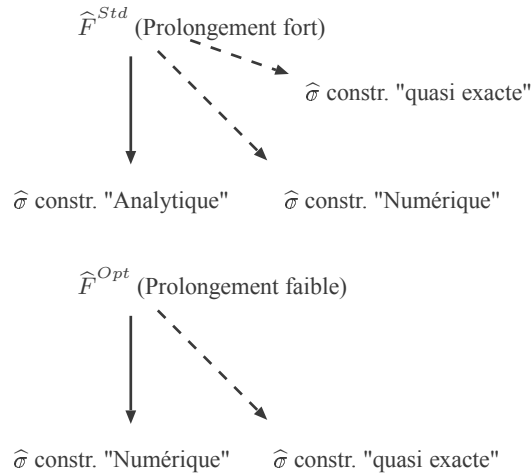 F̂^Std (Prolongement fort)
σ̂ constr. "quasi exacte"
σ̂ constr. "Analytique"
σ̂ constr. "Numérique"
F̂^Opt (Prolongement faible)
σ̂ constr. "Numérique"
σ̂ constr. "quasi exacte"